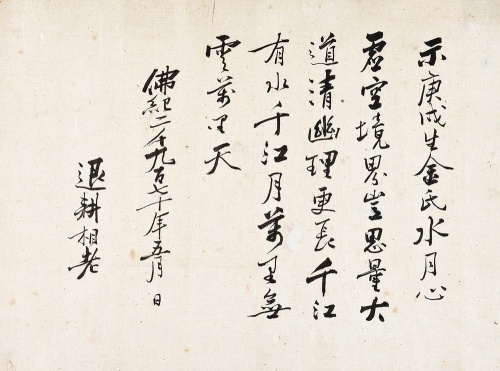 示庚戌生金氏水月心
虛空境界豈思量大
道清幽理更長千江
有水千江月萬里無
雲萬里天
佛紀二千九百七十年五月 日
退耕相老